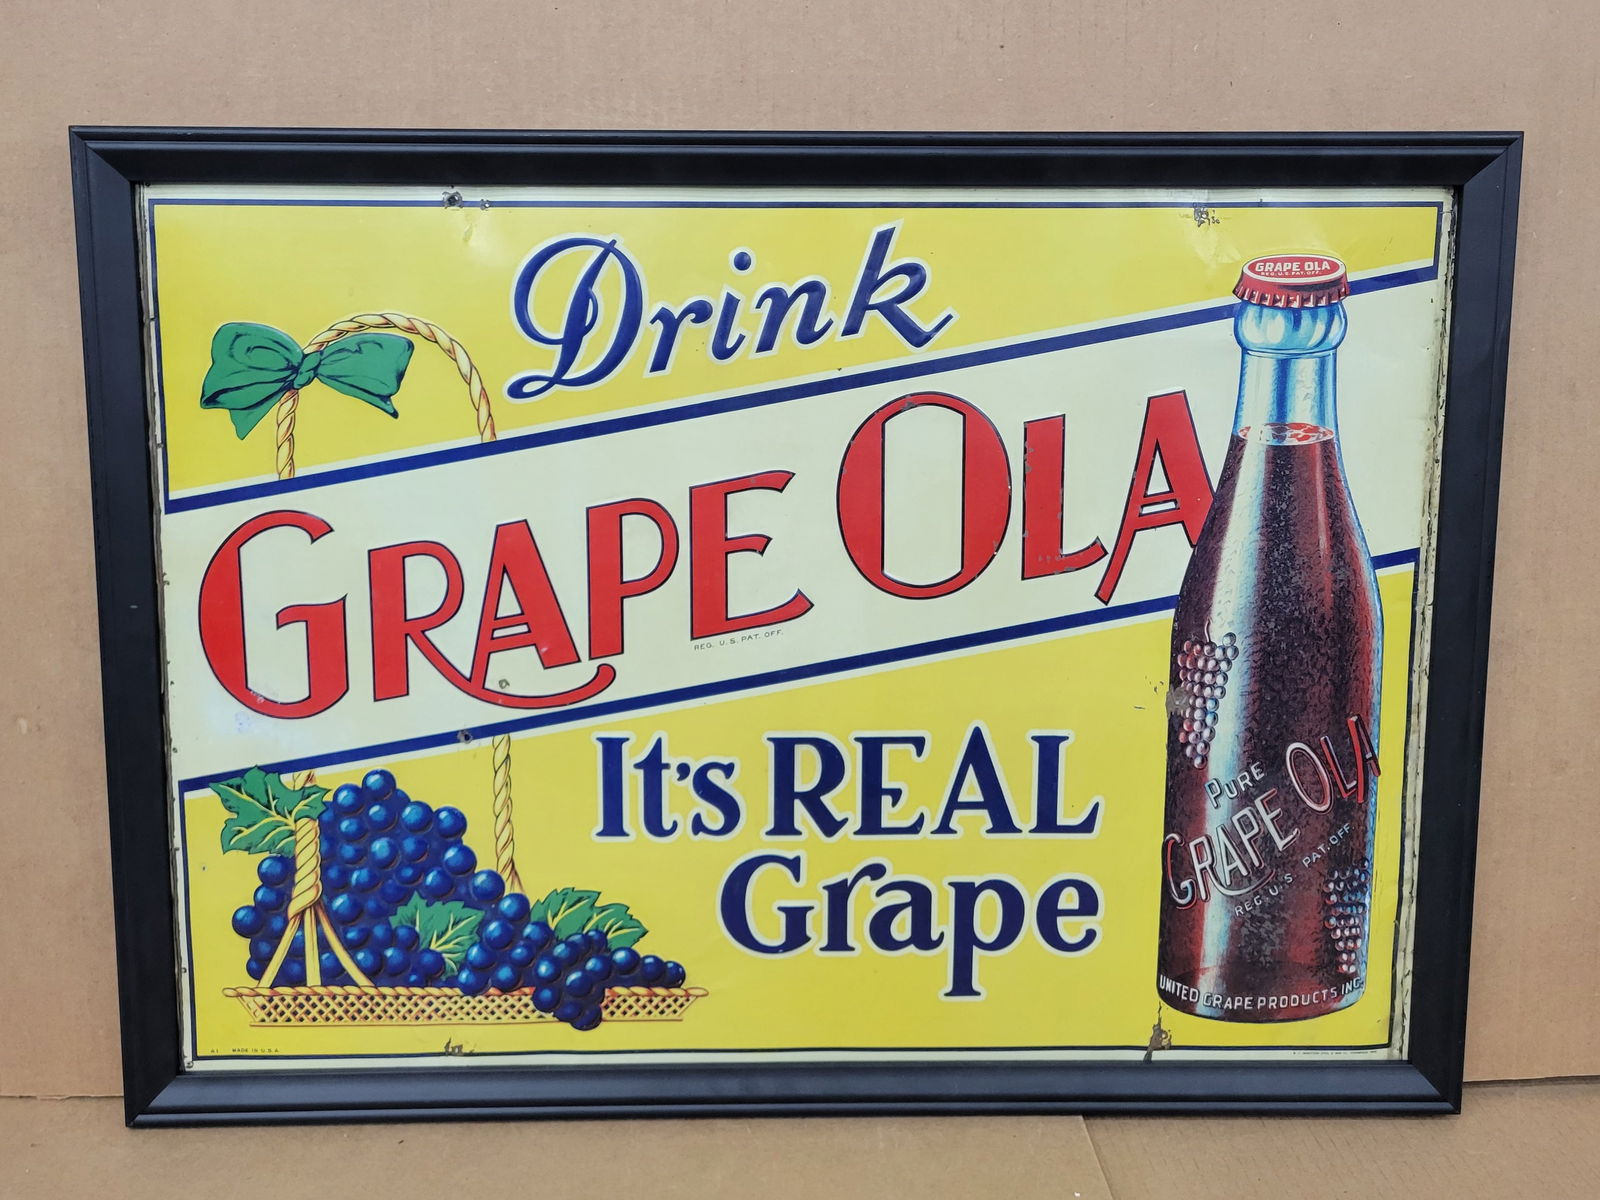 Drink
GRAPE OLA
REG. U.S. PAT. OFF.
It's REAL
Grape
GRAPE OLA
REG. U.S. PAT. OFF.
PURE
GRAPE OLA
REG. U.S. PAT. OFF
UNITED GRAPE PRODUCTS INC.
A1 MADE IN U.S.A.